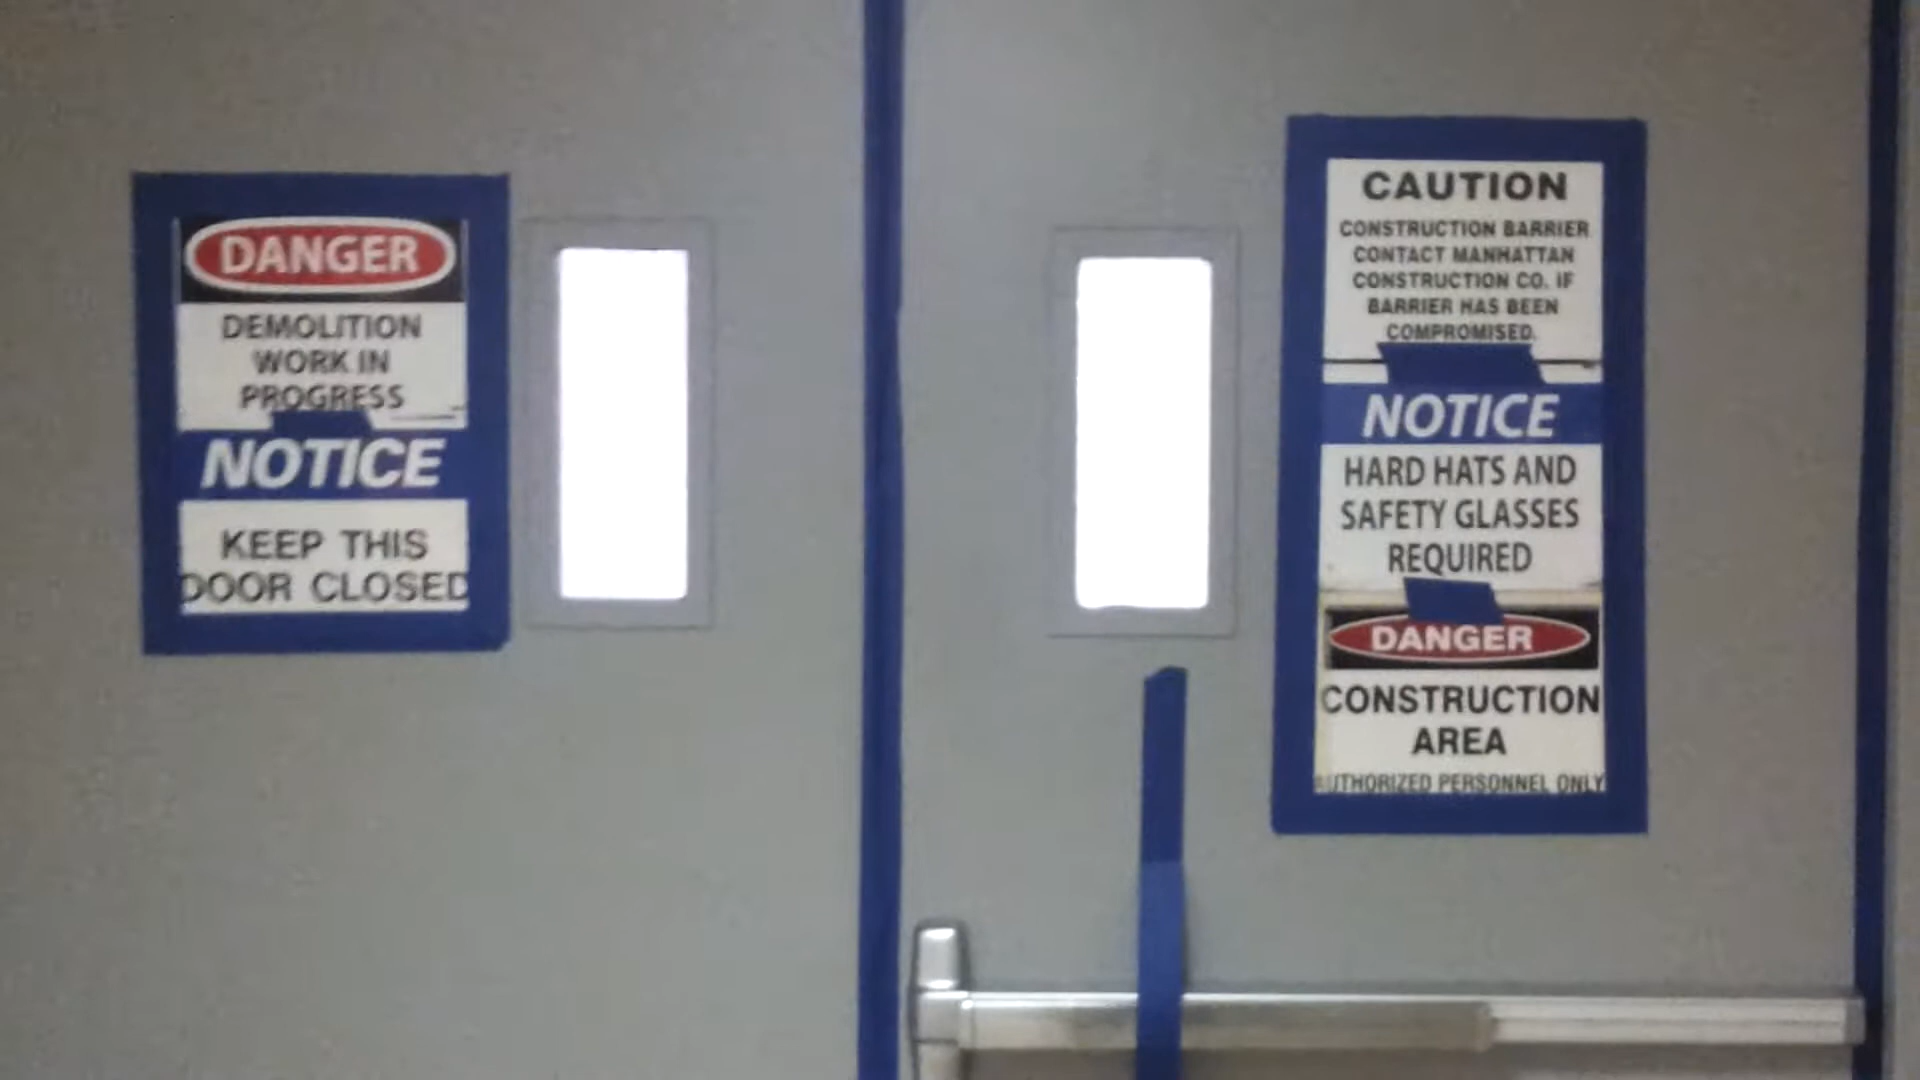 DANGER
DEMOLITION
WORK IN
PROGRESS
NOTICE
KEEP THIS
DOOR CLOSED
CAUTION
CONSTRUCTION BARRIER
CONTACT MANHATTAN
CONSTRUCTION CO. IF
BARRIER HAS BEEN
COMPROMISED.
NOTICE
HARD HATS AND
SAFETY GLASSES
REQUIRED
DANGER
CONSTRUCTION
AREA
AUTHORIZED PERSONNEL ONLY